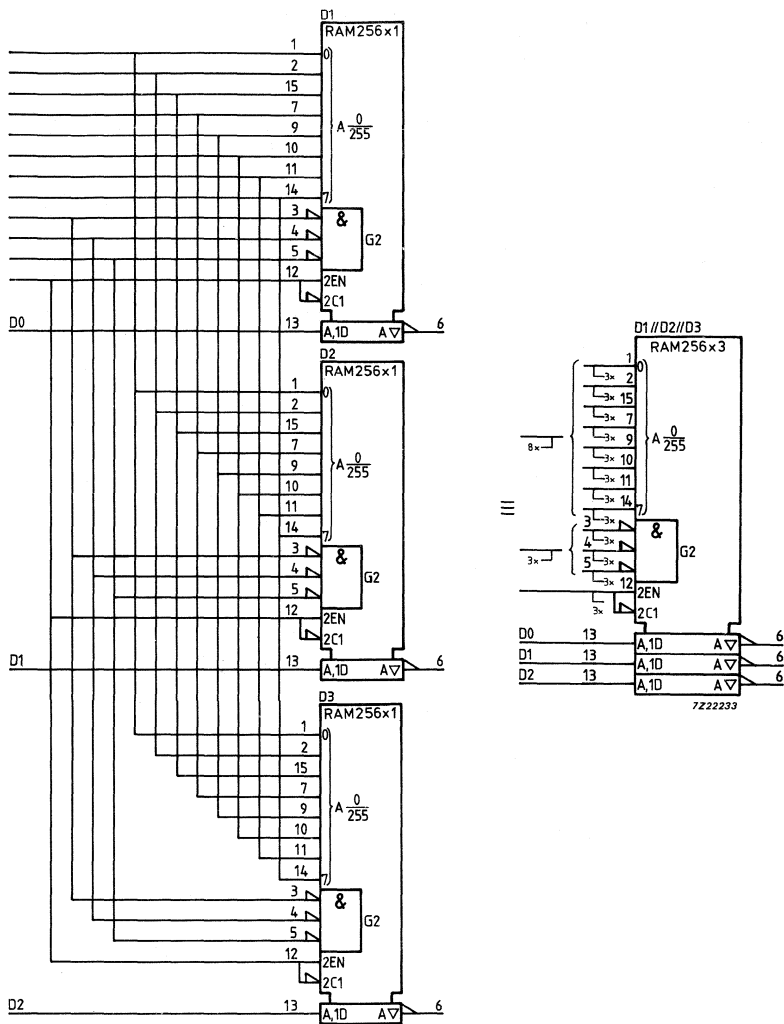 D1
RAM256x1
1
0
2
15
7
9
A 0/255
10
11
14
7
3
&
4
G2
5
12
2EN
2C1
D0
13
A,1D
A▽
6
D2
RAM256x1
1
0
2
15
7
9
A 0/255
10
11
14
7
3
&
4
G2
5
12
2EN
2C1
D1
13
A,1D
A▽
6
D3
RAM256x1
1
0
2
15
7
9
A 0/255
10
11
14
7
3
&
4
G2
5
12
2EN
2C1
D2
13
A,1D
A▽
6
≡
D1//D2//D3
RAM256x3
1
0
3x
2
3x
15
3x
7
3x
9
A 0/255
8x
3x
10
3x
11
3x
14
7
3x
3
&
3x
4
G2
3x
3x
5
3x
12
2EN
3x
2C1
D0
13
A,1D
A▽
6
D1
13
A,1D
A▽
6
D2
13
A,1D
A▽
6
7Z22233